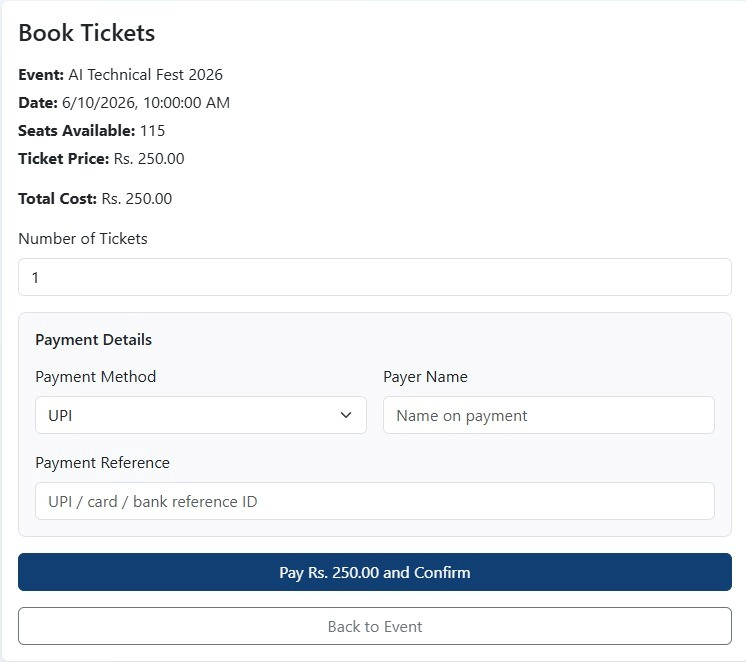 Book Tickets
Event: AI Technical Fest 2026
Date: 6/10/2026, 10:00:00 AM
Seats Available: 115
Ticket Price: Rs. 250.00
Total Cost: Rs. 250.00
Number of Tickets
1
Payment Details
Payment Method
Payer Name
UPI
Name on payment
Payment Reference
UPI / card / bank reference ID
Pay Rs. 250.00 and Confirm
Back to Event